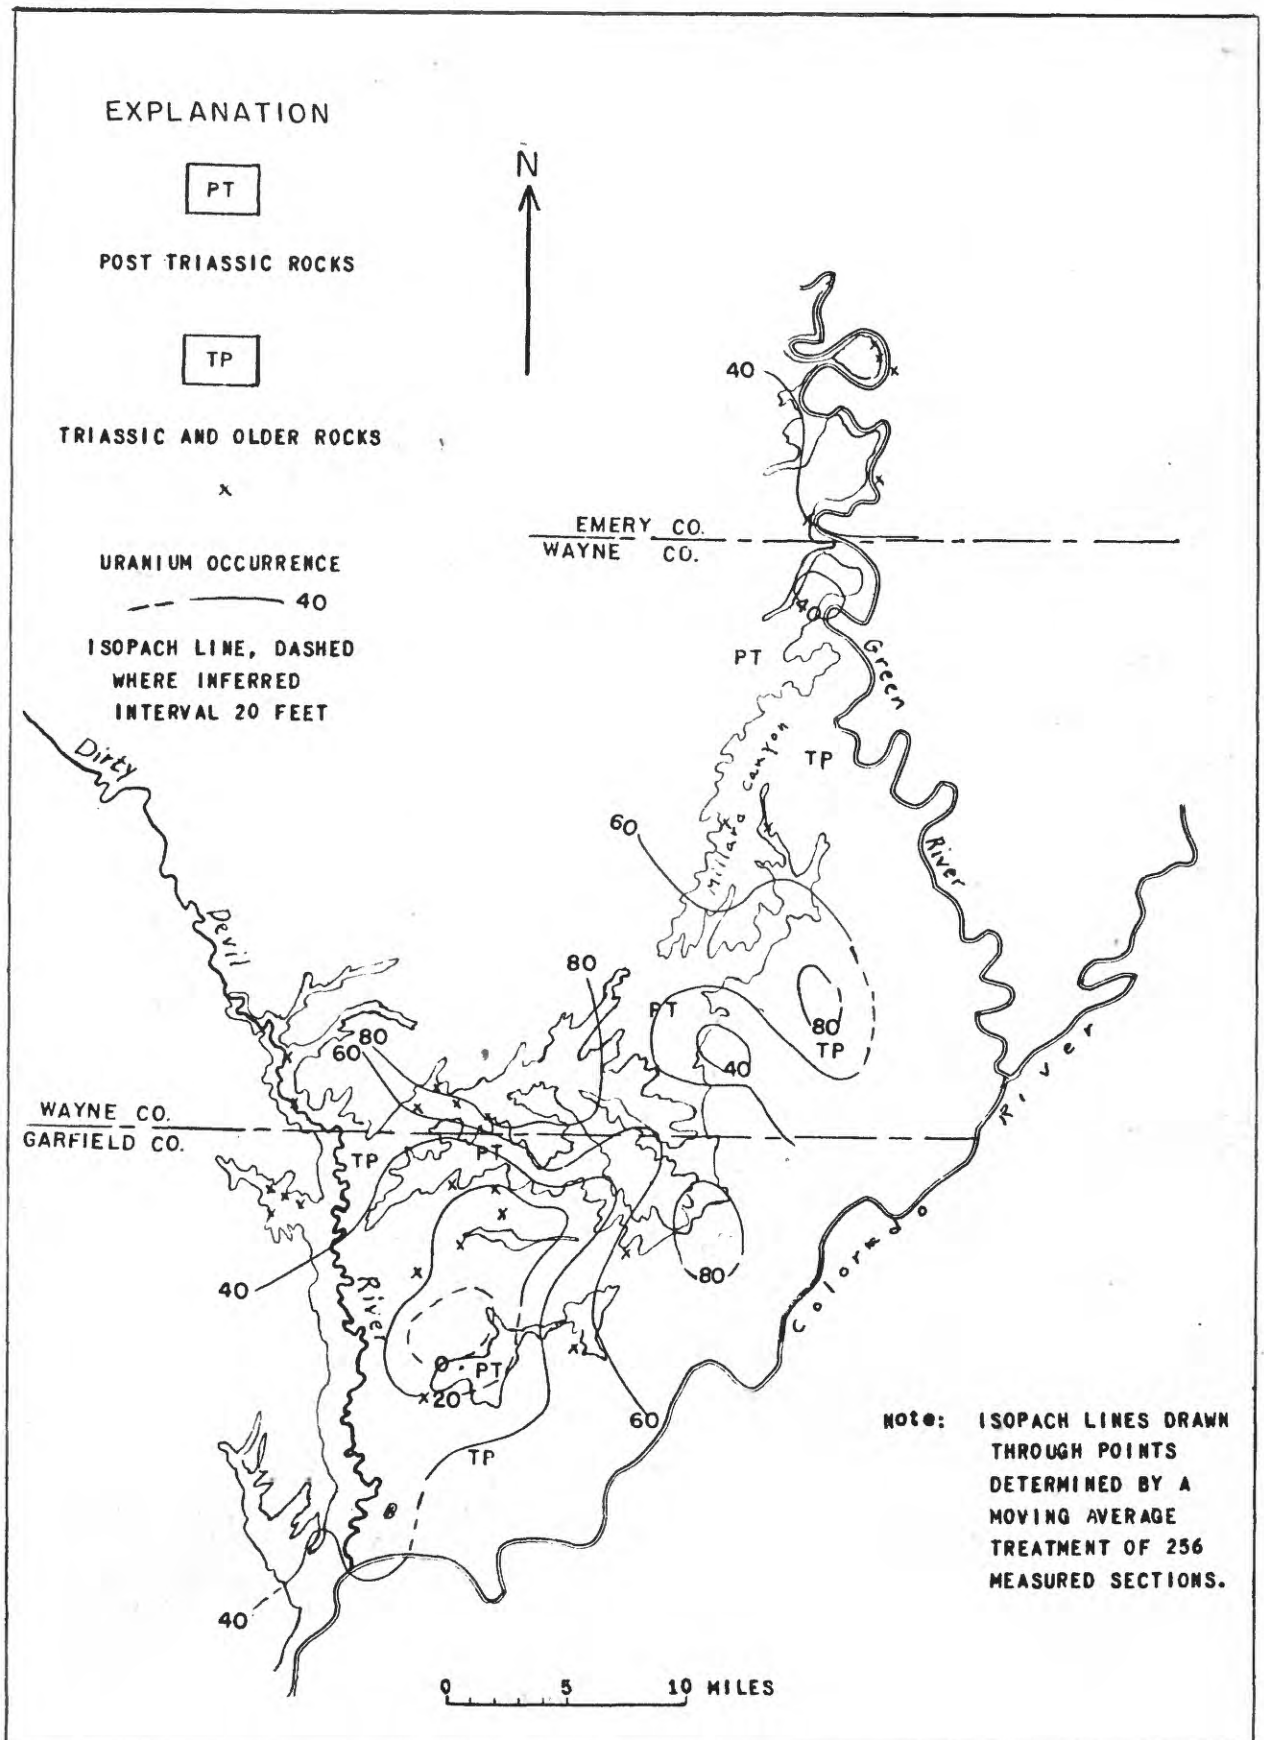 EXPLANATION
PT
POST TRIASSIC ROCKS
TP
TRIASSIC AND OLDER ROCKS
x
URANIUM OCCURRENCE
40
ISOPACH LINE, DASHED
WHERE INFERRED
INTERVAL 20 FEET
N
40
EMERY CO.
WAYNE CO.
40
PT
Green
River
TP
Millard Canyon
60
Dirty
Devil
River
80
PT
80
TP
40
80
60
WAYNE CO.
GARFIELD CO.
TP
PT
40
80
0
PT
20
60
TP
40
Colorado
River
Note: ISOPACH LINES DRAWN
THROUGH POINTS
DETERMINED BY A
MOVING AVERAGE
TREATMENT OF 256
MEASURED SECTIONS.
0 5 10 MILES